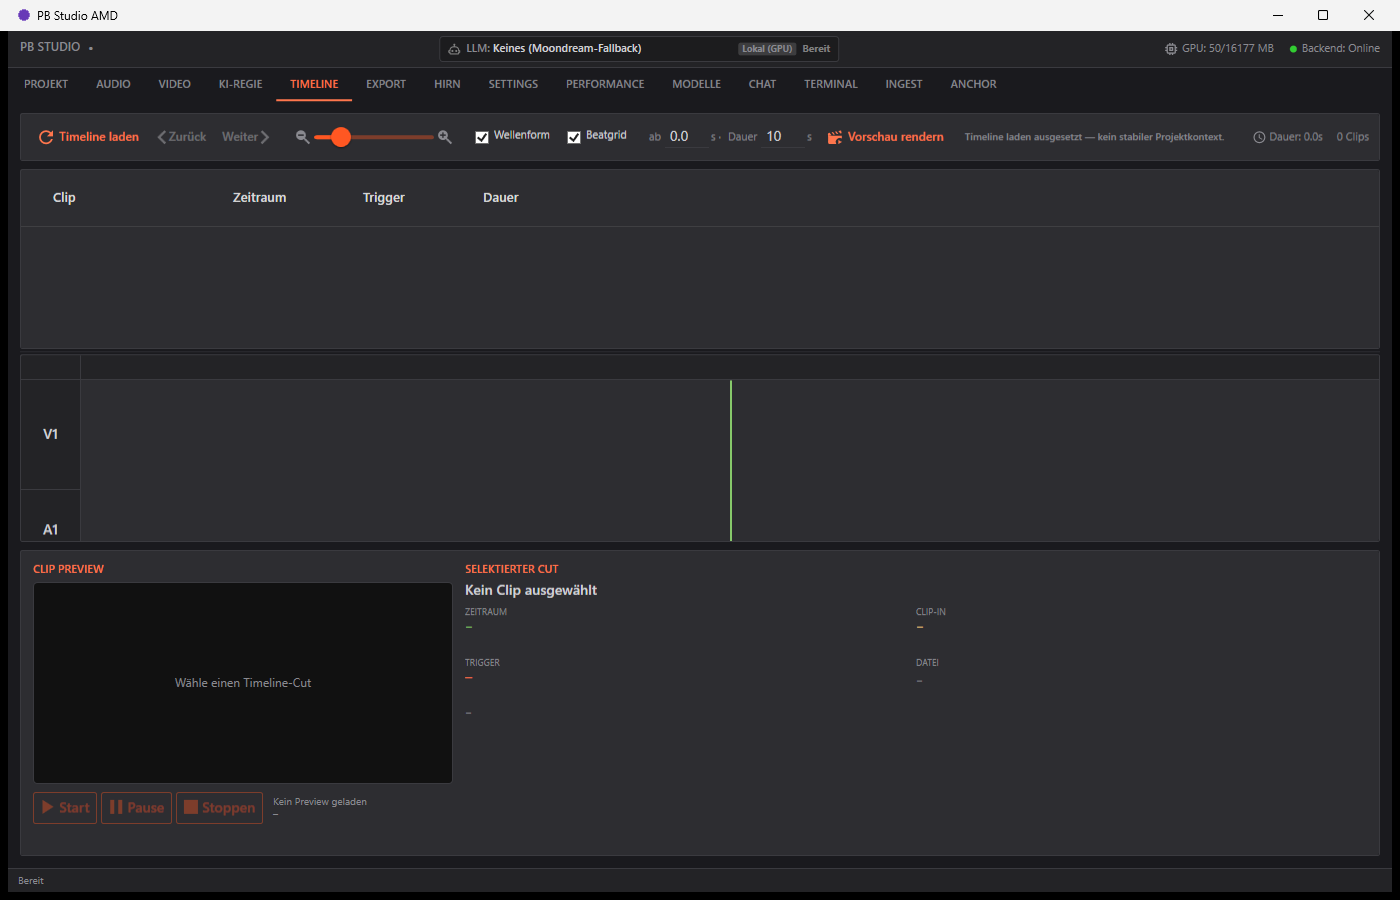 PB Studio AMD
PB STUDIO
LLM: Keines (Moondream-Fallback) Lokal (GPU) Bereit
GPU: 50/16177 MB
Backend: Online
PROJEKT AUDIO VIDEO KI-REGIE TIMELINE EXPORT HIRN SETTINGS PERFORMANCE MODELLE CHAT TERMINAL INGEST ANCHOR
Timeline laden Zurück Weiter Wellenform Beatgrid ab 0.0 s · Dauer 10 s Vorschau rendern Timeline laden ausgesetzt — kein stabiler Projektkontext. Dauer: 0.0s 0 Clips
Clip Zeitraum Trigger Dauer
V1
A1
CLIP PREVIEW
Wähle einen Timeline-Cut
Start Pause Stoppen
Kein Preview geladen
–
SELEKTIERTER CUT
Kein Clip ausgewählt
ZEITRAUM CLIP-IN
– –
TRIGGER DATEI
– –
–
Bereit